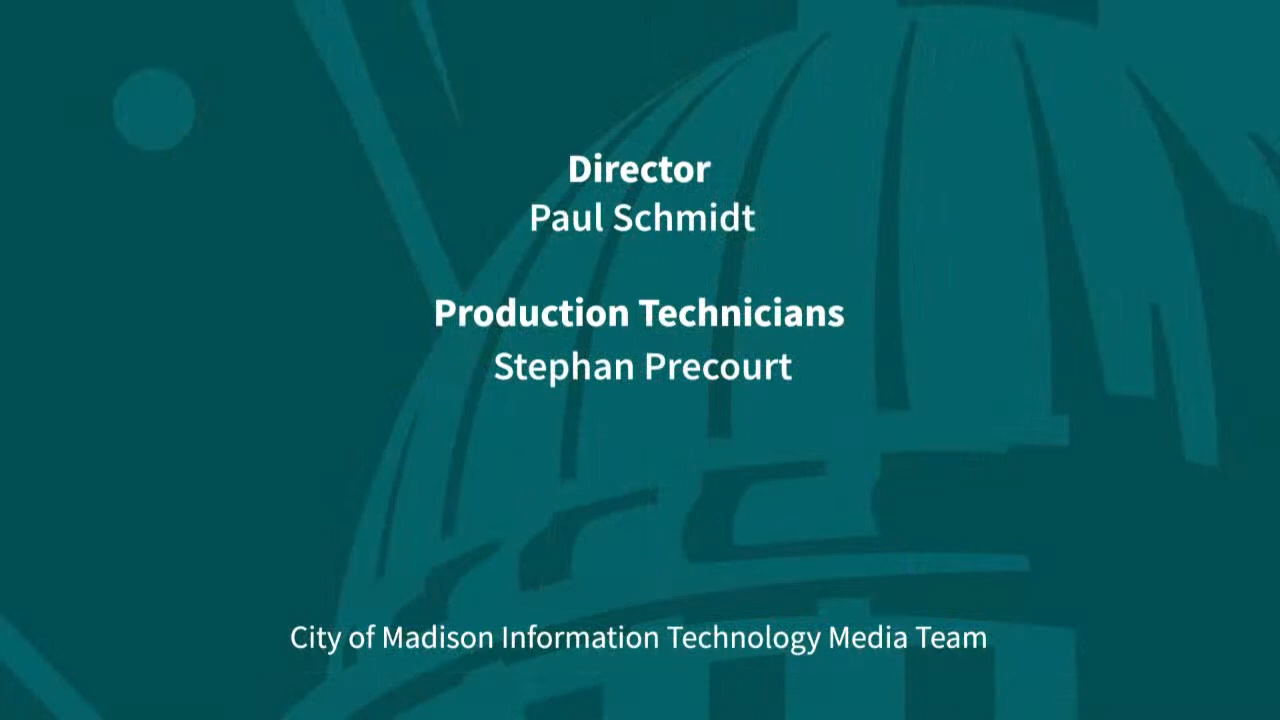 Director
Paul Schmidt
Production Technicians
Stephan Precourt
City of Madison Information Technology Media Team